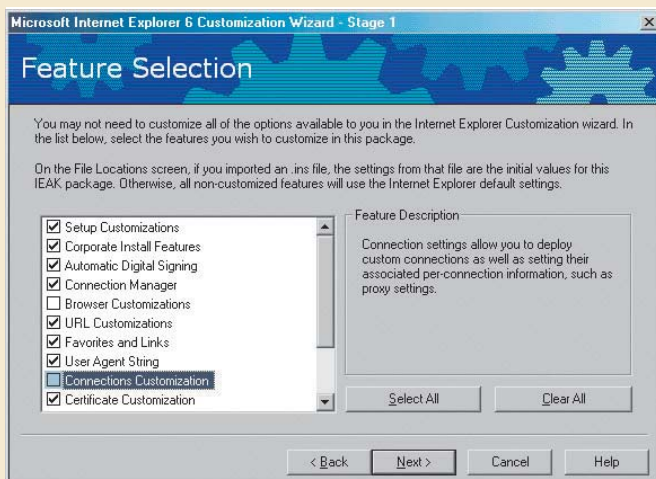 Microsoft Internet Explorer 6 Customization Wizard - Stage 1
Feature Selection
You may not need to customize all of the options available to you in the Internet Explorer Customization wizard. In
the list below, select the features you wish to customize in this package.
On the File Locations screen, if you imported an .ins file, the settings from that file are the initial values for this
IEAK package. Otherwise, all non-customized features will use the Internet Explorer default settings.
Setup Customizations
Corporate Install Features
Automatic Digital Signing
Connection Manager
Browser Customizations
URL Customizations
Favorites and Links
User Agent String
Connections Customization
Certificate Customization
Feature Description
Connection settings allow you to deploy
custom connections as well as setting their
associated per-connection information, such as
proxy settings.
Select All
Clear All
< Back
Next >
Cancel
Help